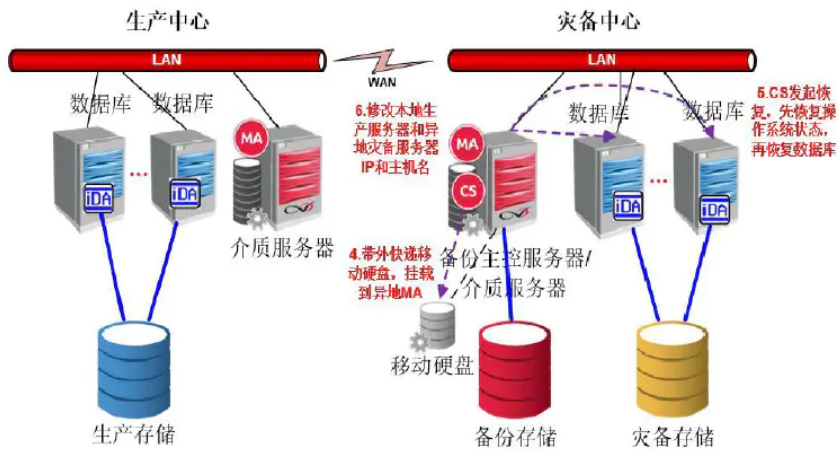 生产中心
灾备中心
LAN
LAN
WAN
数据库
数据库
6.修改本地生
产服务器和异
地灾备服务器
IP和主机名
数据库
数据库
5.CS发起恢
复,先恢复操
作系统状态,
再恢复数据库
MA
MA
CS
...
...
iDA
iDA
iDA
iDA
介质服务器
4.带外快递移
动硬盘,挂载
到异地MA
备份主控服务器/
介质服务器
移动硬盘
生产存储
备份存储
灾备存储